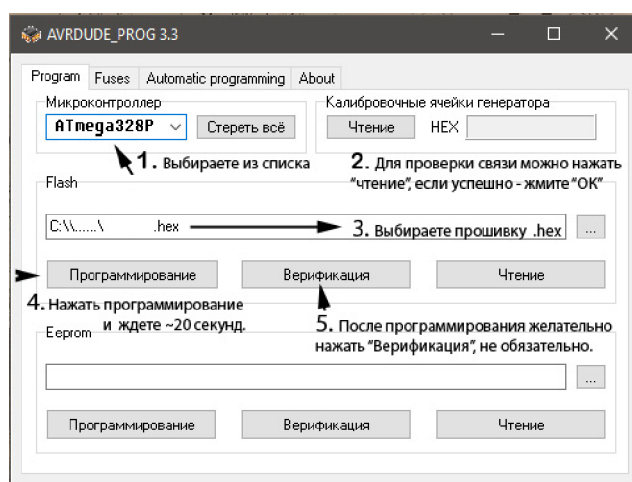 AVRDUDE_PROG 3.3
Program Fuses Automatic programming About
Микроконтроллер
Калибровочные ячейки генератора
ATmega328P Стереть всё
Чтение HEX
1. Выбираете из списка
2. Для проверки связи можно нажать
"чтение", если успешно - жмите "ОК"
Flash
C:\\......\ .hex
3. Выбираете прошивку .hex ...
Программирование Верификация Чтение
4. Нажать программирование
и ждете ~20 секунд.
5. После программирования желательно
нажать "Верификация", не обязательно.
Eeprom
...
Программирование Верификация Чтение